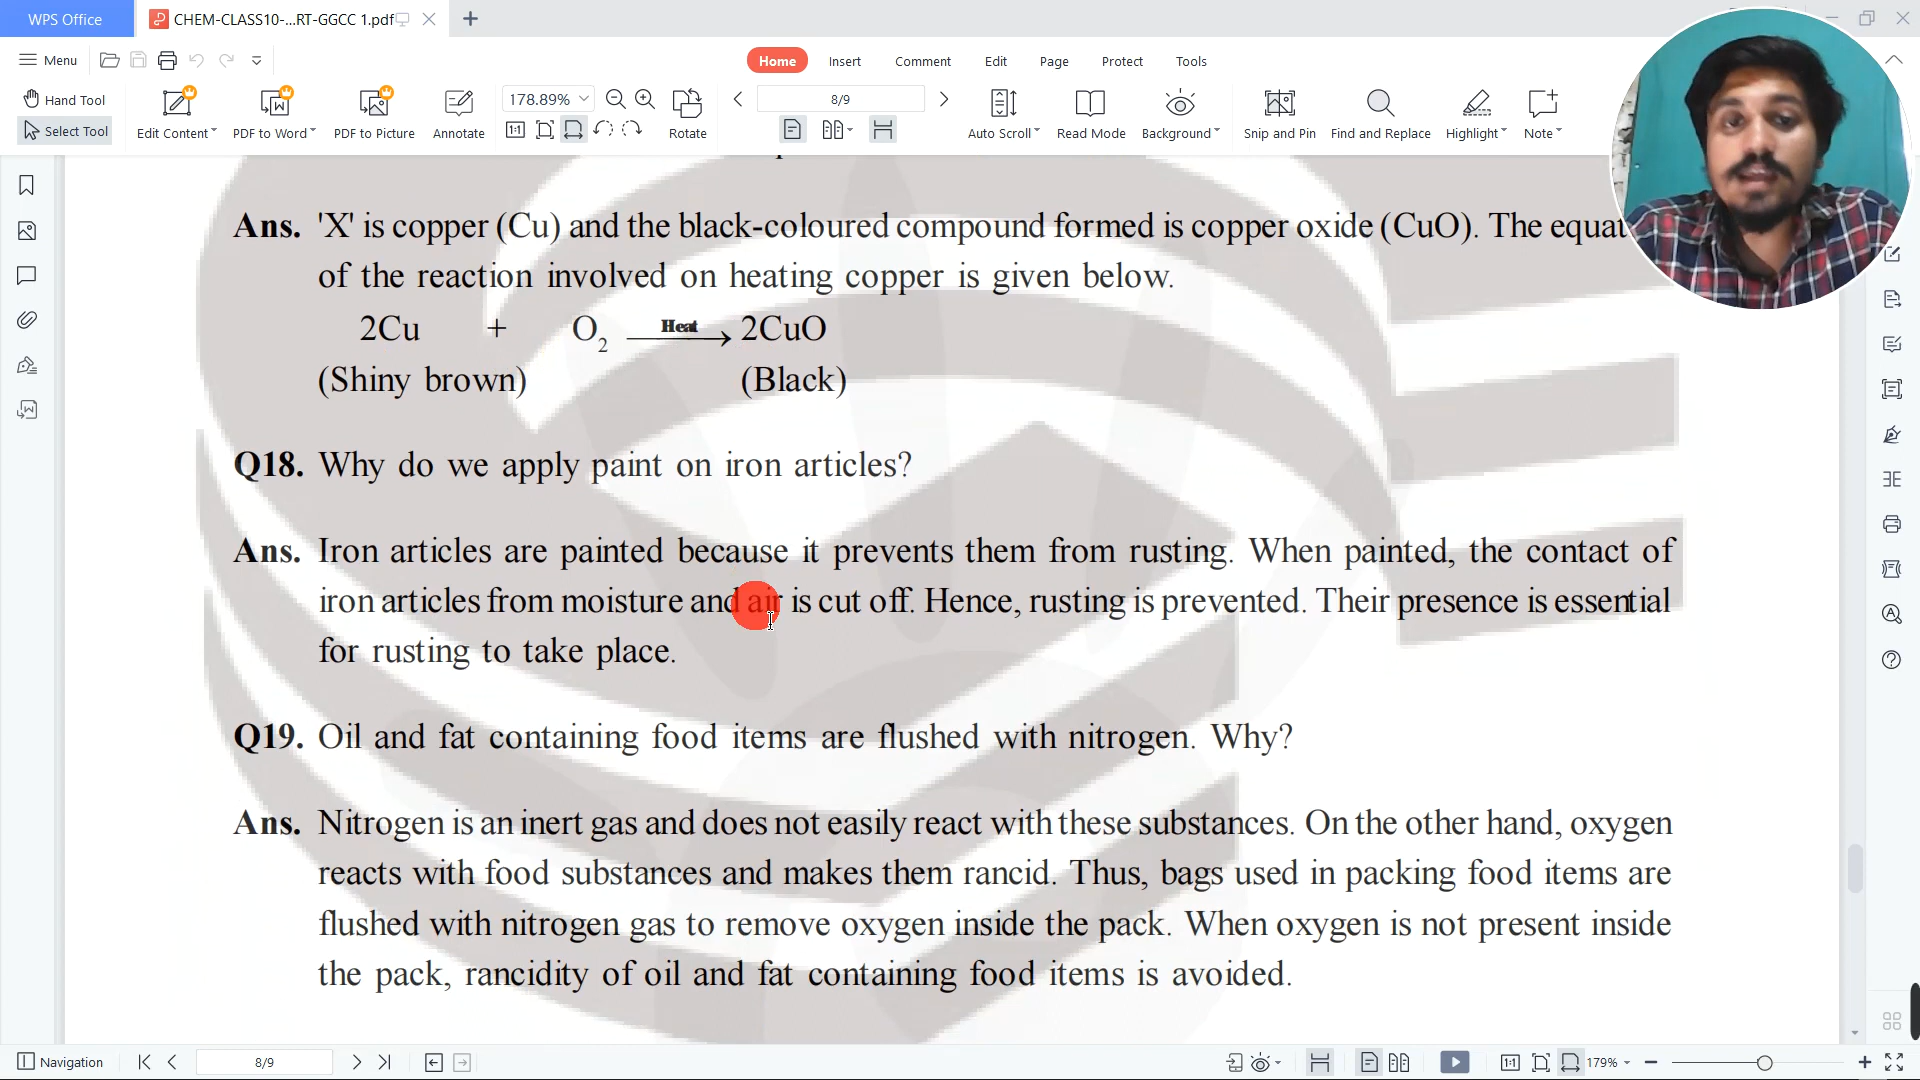 WPS Office
CHEM-CLASS10-...RT-GGCC 1.pdf
Menu
Home Insert Comment Edit Page Protect Tools
Hand Tool
Select Tool
Edit Content
PDF to Word
PDF to Picture
Annotate
178.89%
Rotate
8/9
Auto Scroll
Read Mode
Background
Snip and Pin
Find and Replace
Highlight
Note
Ans. 'X' is copper (Cu) and the black-coloured compound formed is copper oxide (CuO). The equat
of the reaction involved on heating copper is given below.
2Cu + O2 Heat → 2CuO
(Shiny brown) (Black)
Q18. Why do we apply paint on iron articles?
Ans. Iron articles are painted because it prevents them from rusting. When painted, the contact of
iron articles from moisture and air is cut off. Hence, rusting is prevented. Their presence is essential
for rusting to take place.
Q19. Oil and fat containing food items are flushed with nitrogen. Why?
Ans. Nitrogen is an inert gas and does not easily react with these substances. On the other hand, oxygen
reacts with food substances and makes them rancid. Thus, bags used in packing food items are
flushed with nitrogen gas to remove oxygen inside the pack. When oxygen is not present inside
the pack, rancidity of oil and fat containing food items is avoided.
Navigation 8/9 179%